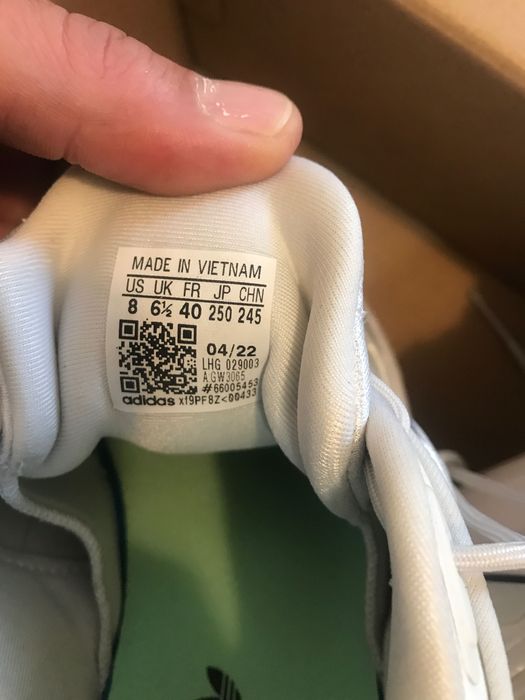 MADE IN VIETNAM
US UK FR JP CHN
8 6½ 40 250 245
04/22
LHG 029003
A.GW3065
#66005453
adidas x19PF8Z<00433